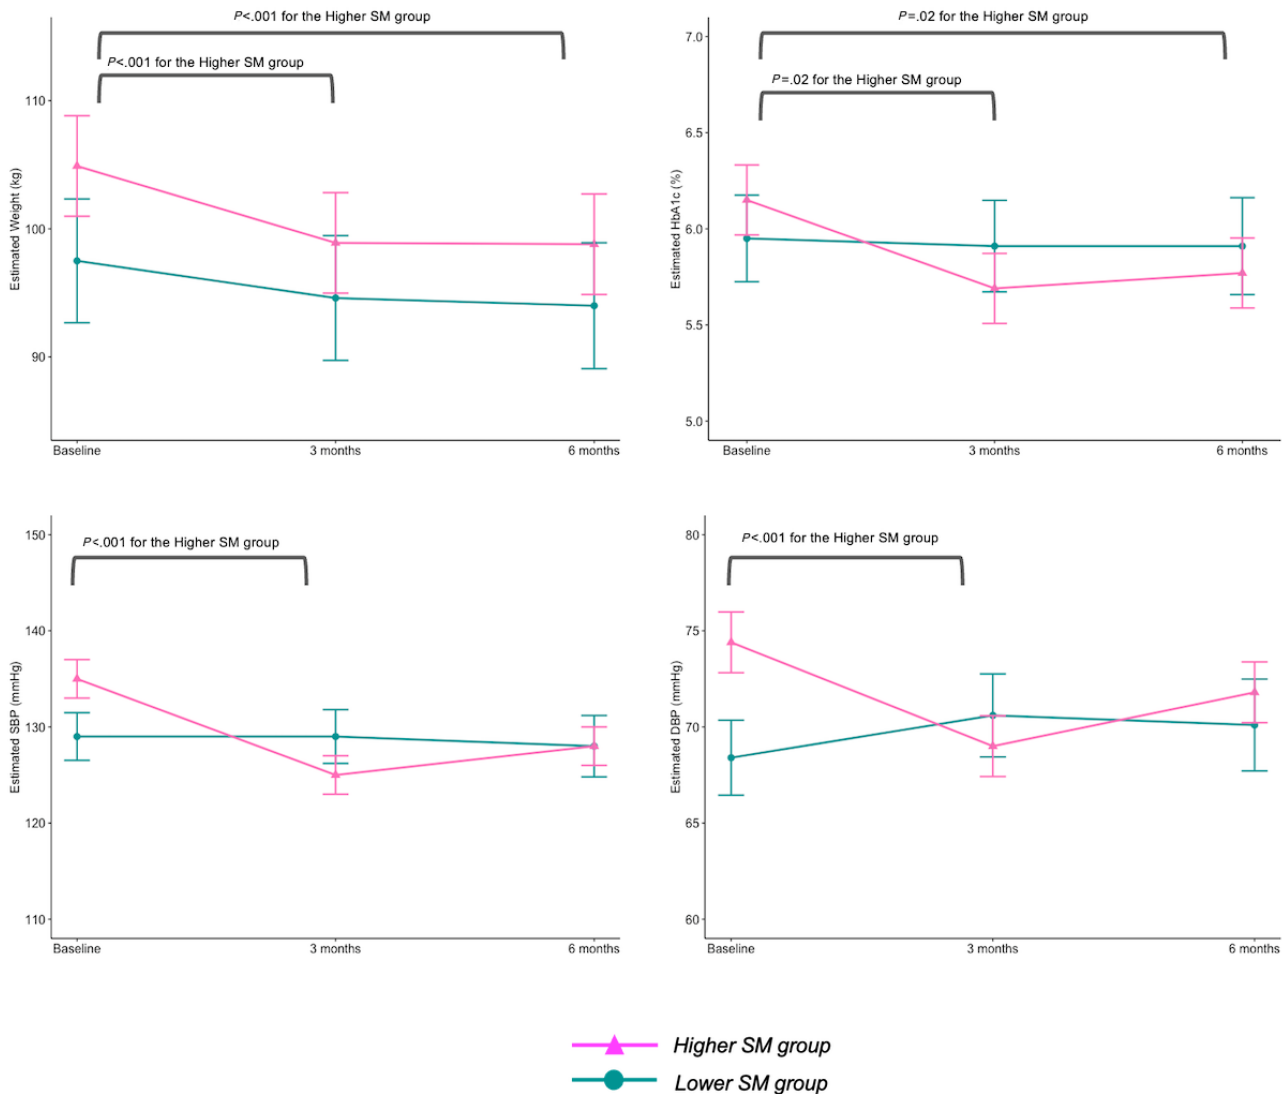 P<.001 for the Higher SM group
P<.001 for the Higher SM group
Estimated Weight (kg)
110
100
90
Baseline
3 months
6 months
P=.02 for the Higher SM group
P=.02 for the Higher SM group
Estimated HbA1c (%)
7.0
6.5
6.0
5.5
5.0
Baseline
3 months
6 months
P<.001 for the Higher SM group
Estimated SBP (mmHg)
150
140
130
120
110
Baseline
3 months
6 months
P<.001 for the Higher SM group
Estimated DBP (mmHg)
80
75
70
65
60
Baseline
3 months
6 months
Higher SM group
Lower SM group